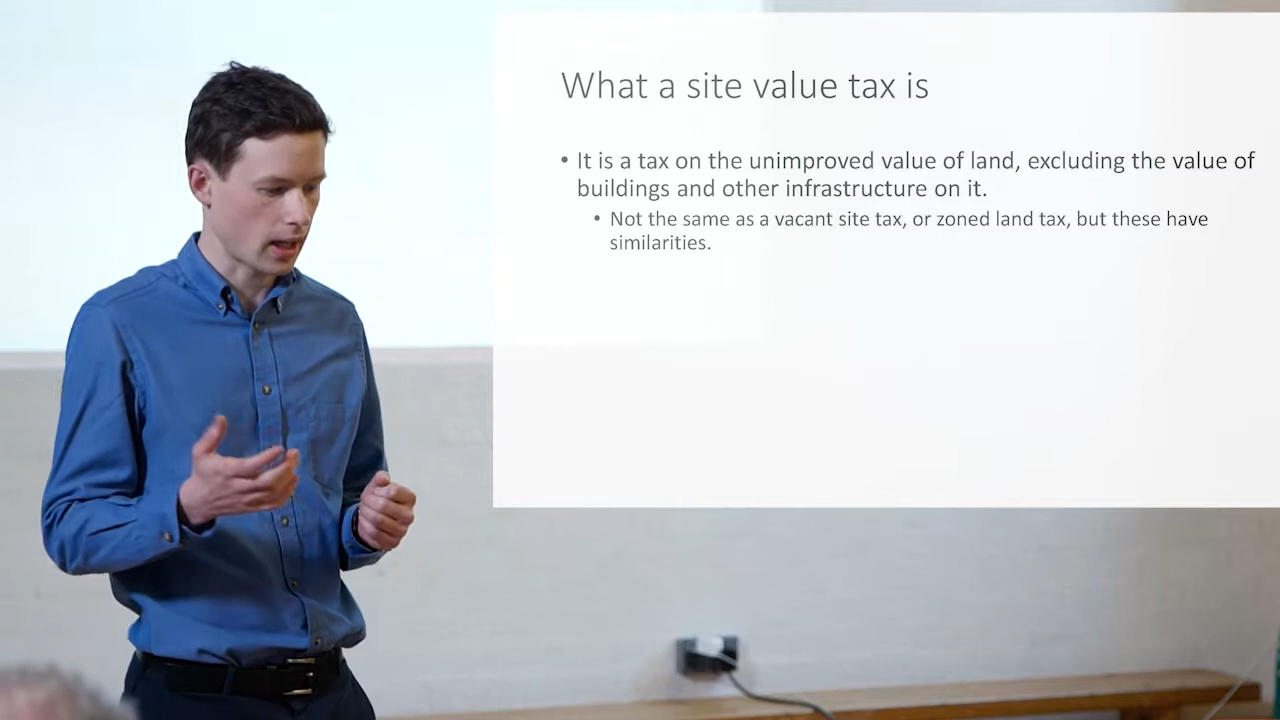 What a site value tax is
• It is a tax on the unimproved value of land, excluding the value of
buildings and other infrastructure on it.
• Not the same as a vacant site tax, or zoned land tax, but these have
similarities.